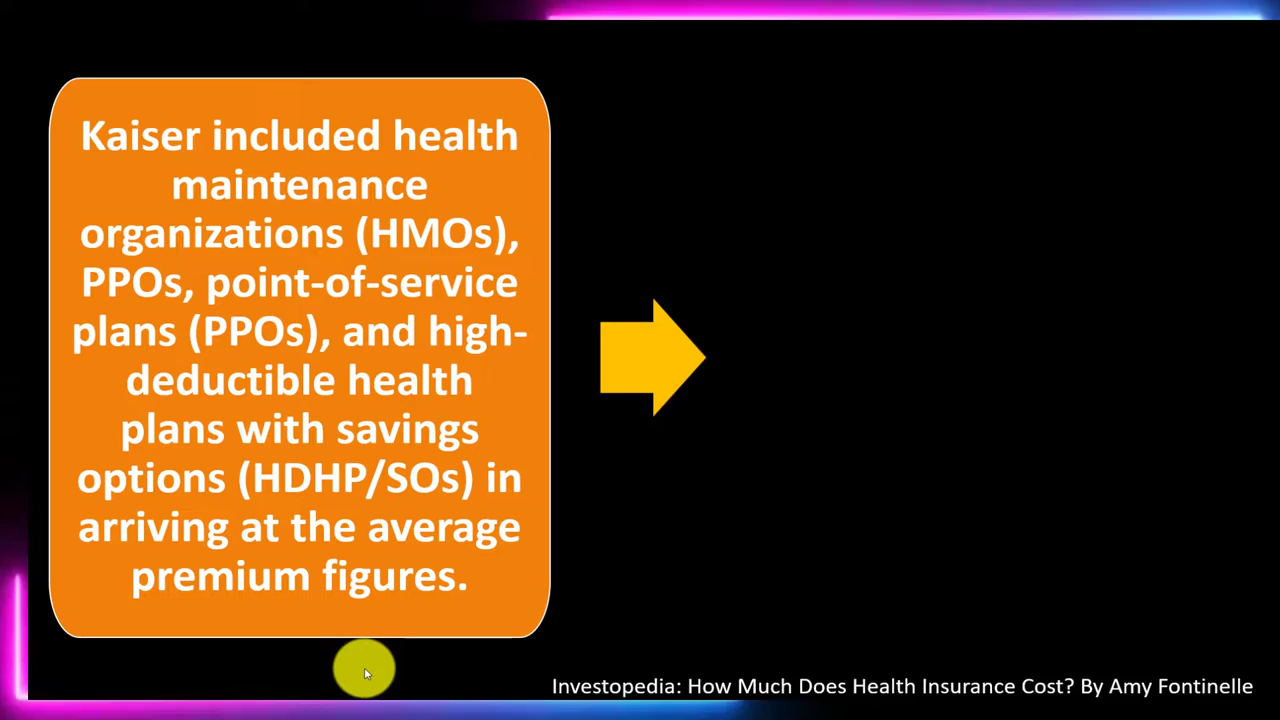 Kaiser included health
maintenance
organizations (HMOs),
PPOs, point-of-service
plans (PPOs), and high-
deductible health
plans with savings
options (HDHP/SOs) in
arriving at the average
premium figures.
Investopedia: How Much Does Health Insurance Cost? By Amy Fontinelle